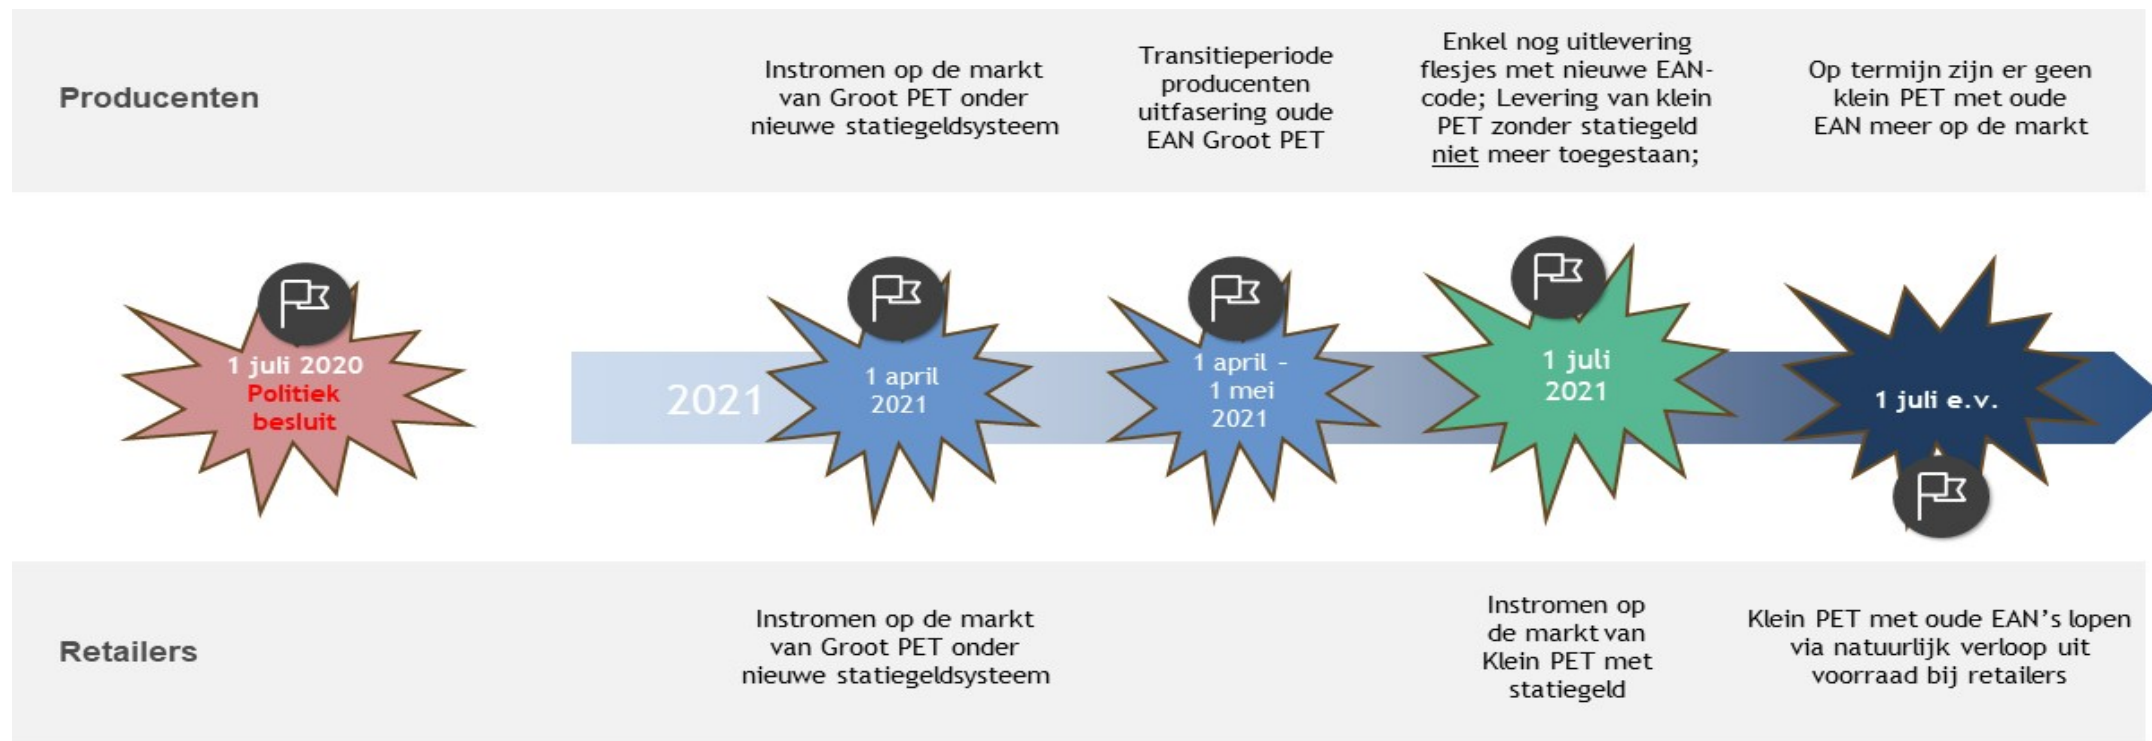 Producenten
Instromen op de markt
van Groot PET onder
nieuwe statiegeldsysteem
Transitieperiode
producenten
uitfasering oude
EAN Groot PET
Enkel nog uitlevering
flesjes met nieuwe EAN-
code; Levering van klein
PET zonder statiegeld
niet meer toegestaan;
Op termijn zijn er geen
klein PET met oude
EAN meer op de markt
1 juli 2020
Politiek
besluit
2021
1 april
2021
1 april –
1 mei
2021
1 juli
2021
1 juli e.v.
Retailers
Instromen op de markt
van Groot PET onder
nieuwe statiegeldsysteem
Instromen op
de markt van
Klein PET met
statiegeld
Klein PET met oude EAN’s lopen
via natuurlijk verloop uit
voorraad bij retailers